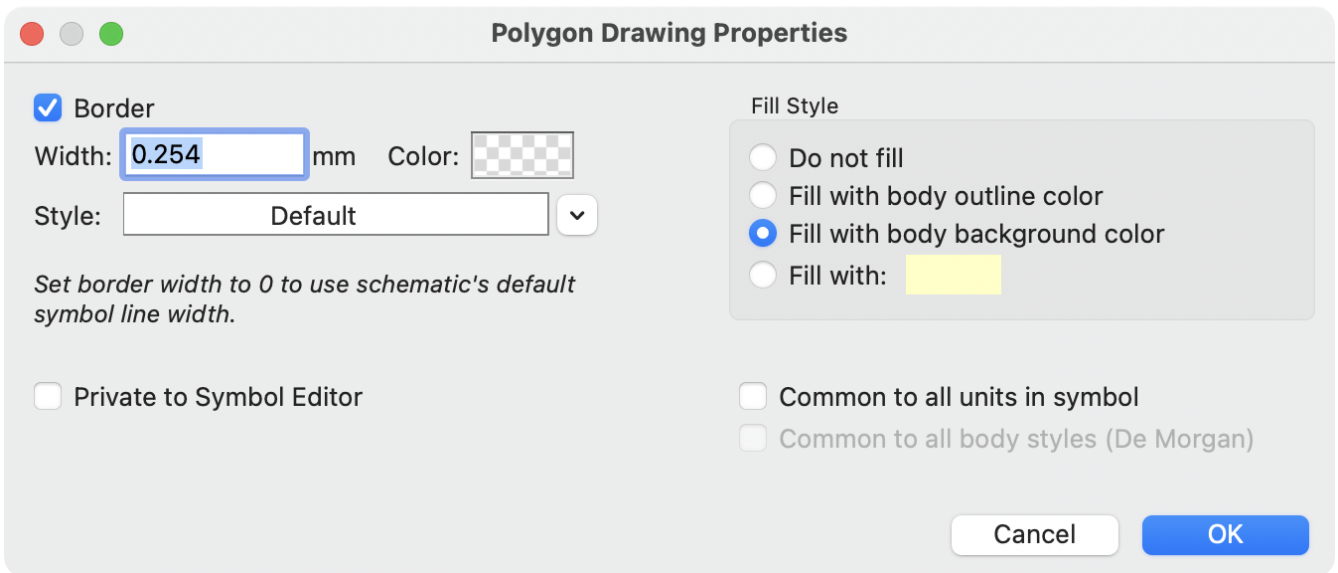 Polygon Drawing Properties
Border
Width: 0.254 mm Color:
Style: Default
Set border width to 0 to use schematic's default
symbol line width.
Private to Symbol Editor
Fill Style
Do not fill
Fill with body outline color
Fill with body background color
Fill with:
Common to all units in symbol
Common to all body styles (De Morgan)
Cancel OK